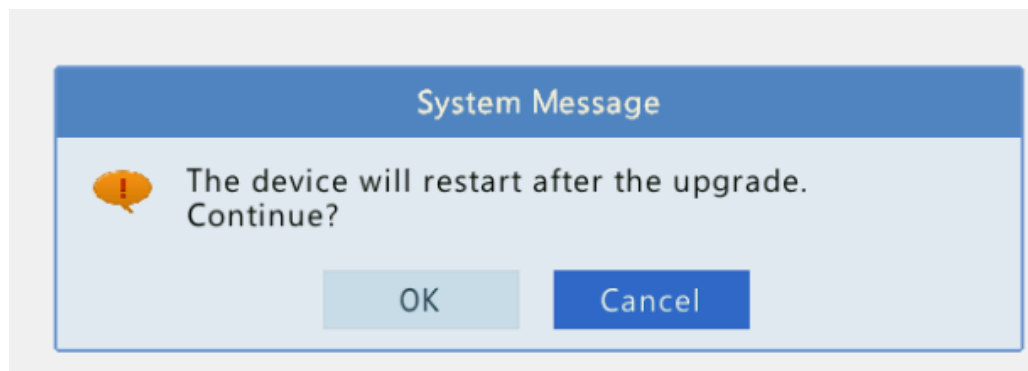 System Message
The device will restart after the upgrade.
Continue?
OK
Cancel